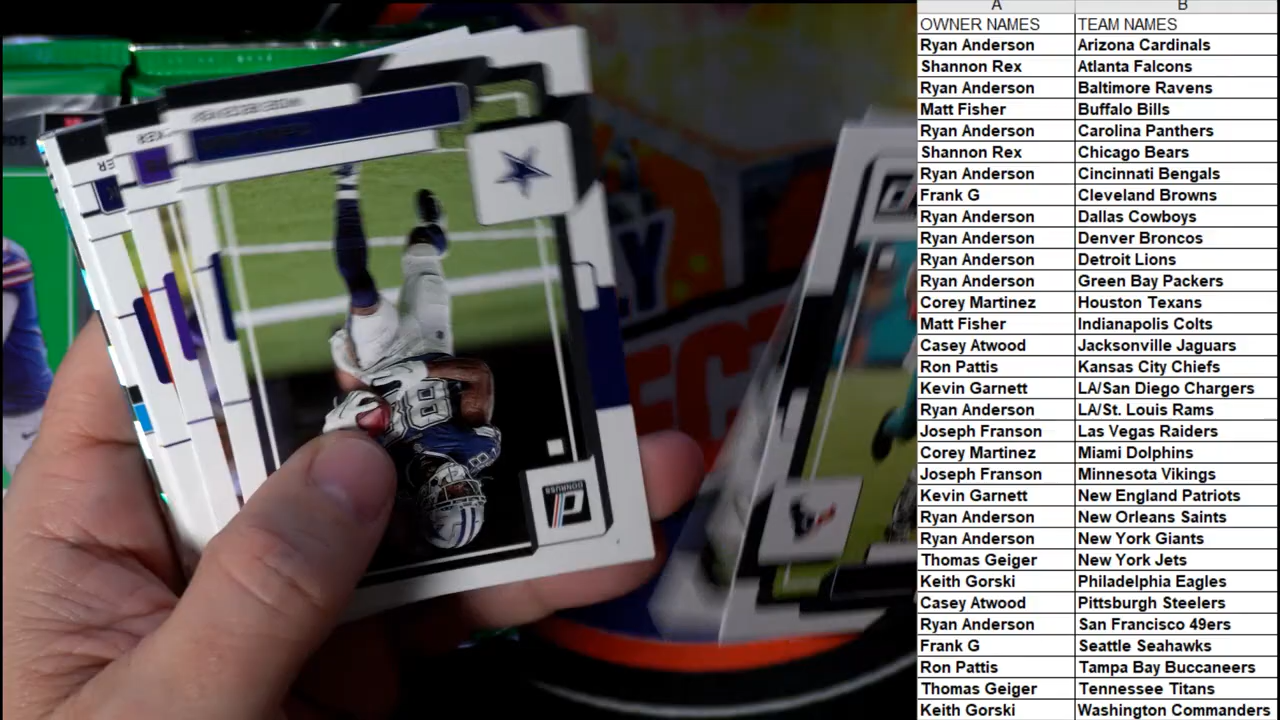 A B
OWNER NAMES TEAM NAMES
Ryan Anderson Arizona Cardinals
Shannon Rex Atlanta Falcons
Ryan Anderson Baltimore Ravens
Matt Fisher Buffalo Bills
Ryan Anderson Carolina Panthers
Shannon Rex Chicago Bears
Ryan Anderson Cincinnati Bengals
Frank G Cleveland Browns
Ryan Anderson Dallas Cowboys
Ryan Anderson Denver Broncos
Ryan Anderson Detroit Lions
Ryan Anderson Green Bay Packers
Corey Martinez Houston Texans
Matt Fisher Indianapolis Colts
Casey Atwood Jacksonville Jaguars
Ron Pattis Kansas City Chiefs
Kevin Garnett LA/San Diego Chargers
Ryan Anderson LA/St. Louis Rams
Joseph Franson Las Vegas Raiders
Corey Martinez Miami Dolphins
Joseph Franson Minnesota Vikings
Kevin Garnett New England Patriots
Ryan Anderson New Orleans Saints
Ryan Anderson New York Giants
Thomas Geiger New York Jets
Keith Gorski Philadelphia Eagles
Casey Atwood Pittsburgh Steelers
Ryan Anderson San Francisco 49ers
Frank G Seattle Seahawks
Ron Pattis Tampa Bay Buccaneers
Thomas Geiger Tennessee Titans
Keith Gorski Washington Commanders
WIDE RECEIVER
88
DONRUSS